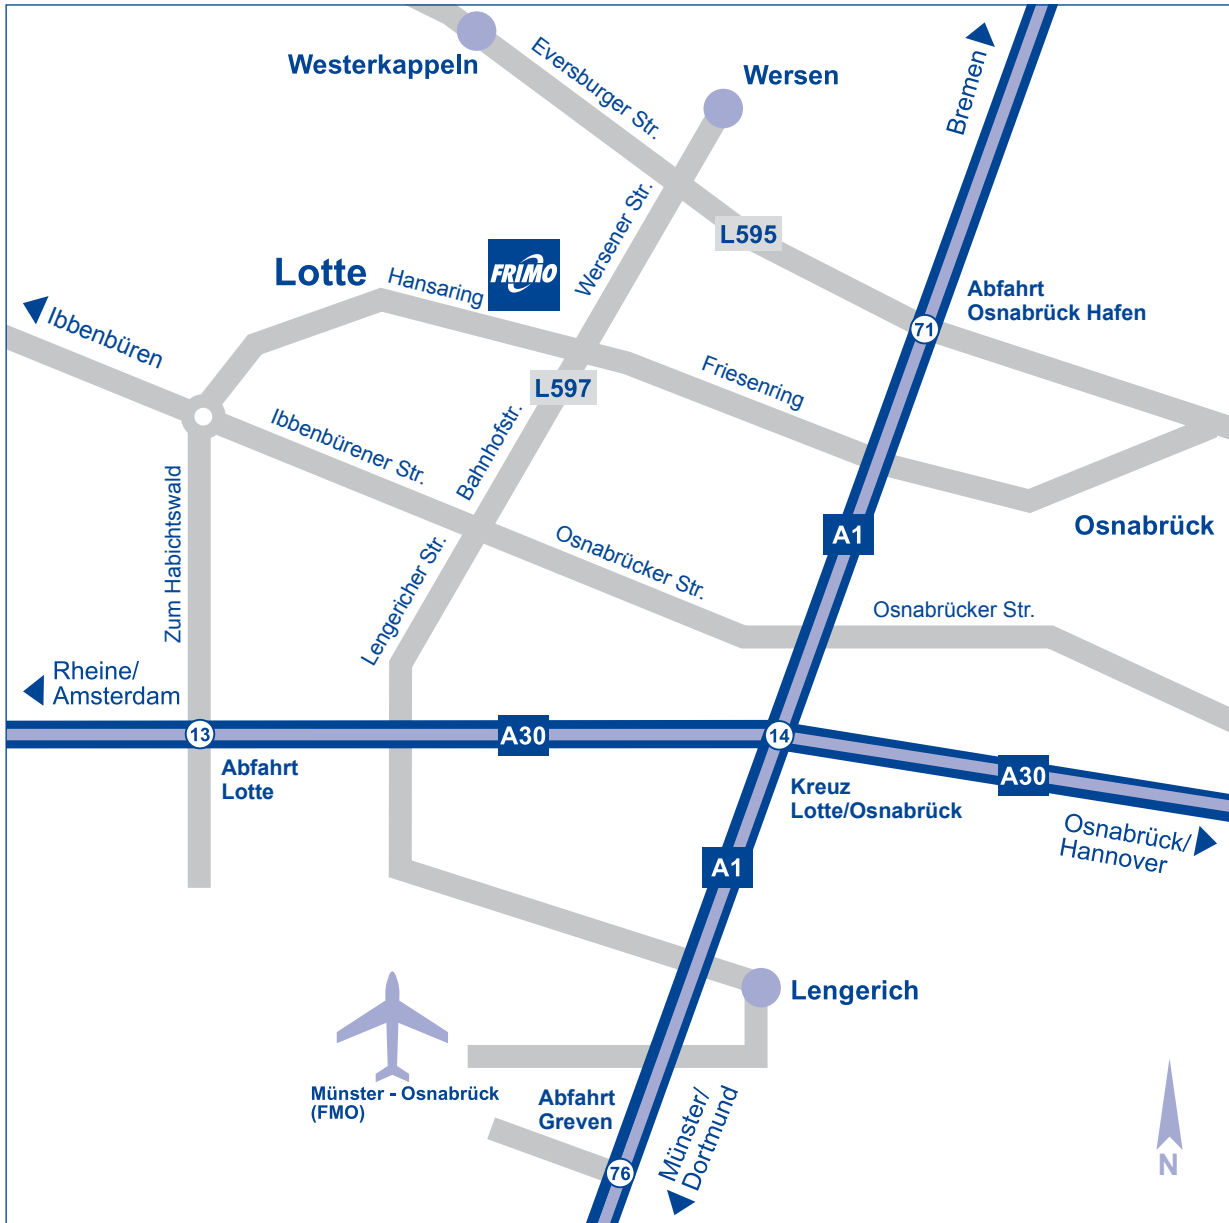 Westerkappeln
Eversburger Str.
Wersen
Bremen
Wersener Str.
L595
Lotte
Hansaring
FRIMO
Abfahrt
Osnabrück Hafen
71
Ibbenbüren
L597
Friesenring
Ibbenbürener Str.
Bahnhofstr.
Zum Habichtswald
A1
Osnabrück
Lengericher Str.
Osnabrücker Str.
Osnabrücker Str.
Rheine/
Amsterdam
13
A30
14
Abfahrt
Lotte
Kreuz
Lotte/Osnabrück
A30
Osnabrück/
Hannover
A1
Lengerich
Münster - Osnabrück
(FMO)
Abfahrt
Greven
Münster/
Dortmund
76
N